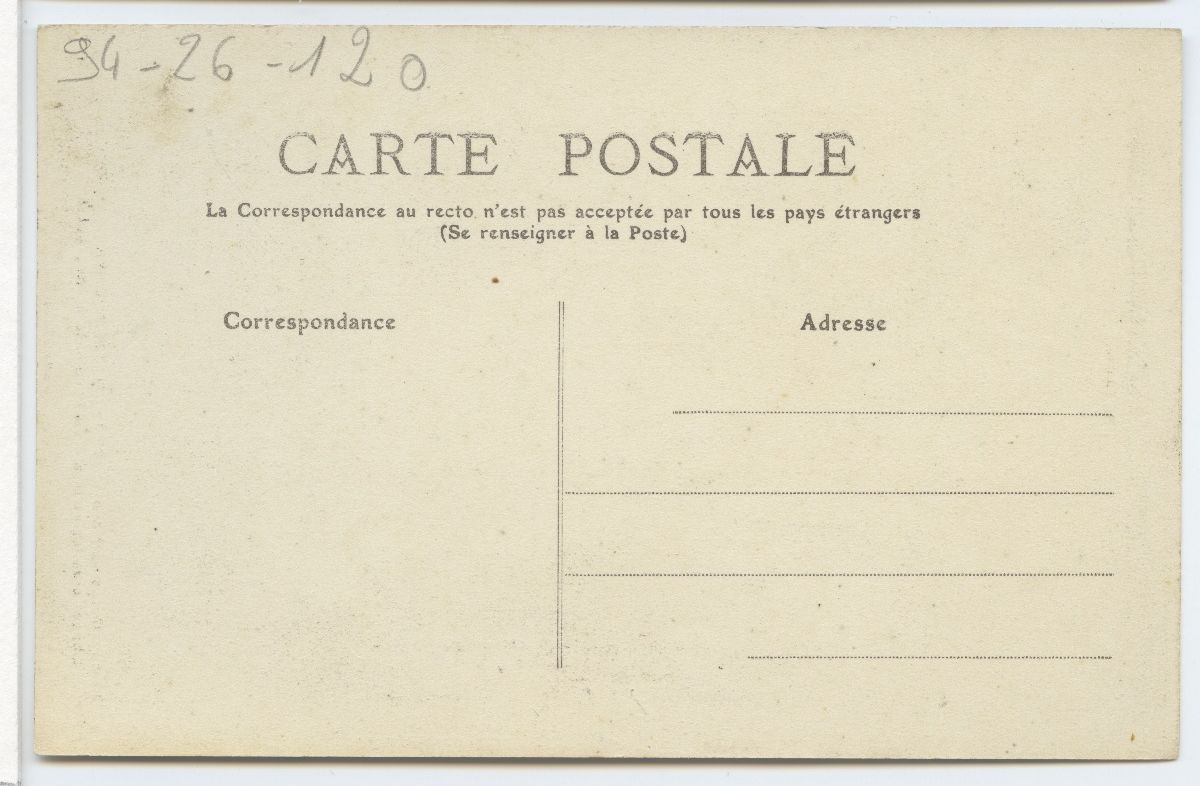 94-26-120
CARTE POSTALE
La Correspondance au recto n'est pas acceptée par tous les pays étrangers
(Se renseigner à la Poste)
Correspondance
Adresse